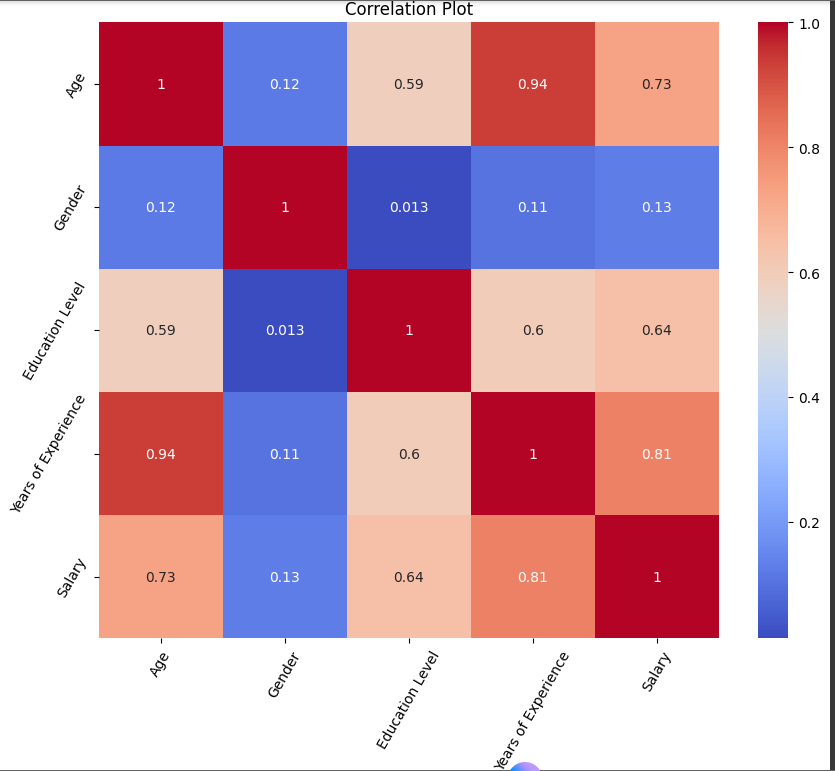 Correlation Plot
Age 1 0.12 0.59 0.94 0.73
Gender 0.12 1 0.013 0.11 0.13
Education Level 0.59 0.013 1 0.6 0.64
Years of Experience 0.94 0.11 0.6 1 0.81
Salary 0.73 0.13 0.64 0.81 1
Age Gender Education Level Years of Experience Salary
1.0
0.8
0.6
0.4
0.2